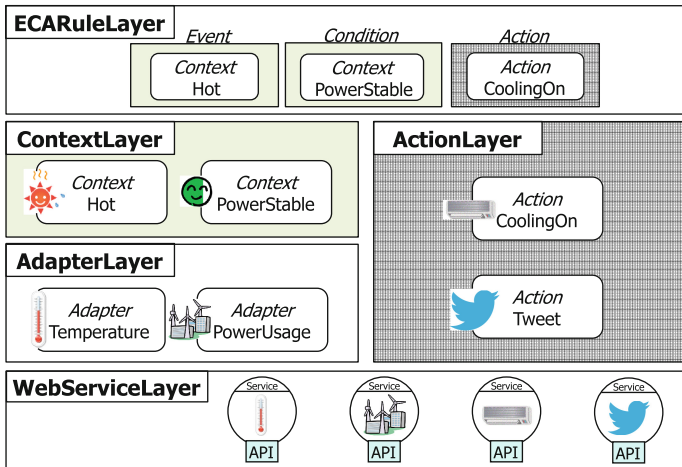 ECARuleLayer
Event
Condition
Action
Context
Hot
Context
PowerStable
Action
CoolingOn
ContextLayer
Context
Hot
Context
PowerStable
ActionLayer
Action
CoolingOn
Action
Tweet
AdapterLayer
Adapter
Temperature
Adapter
PowerUsage
WebServiceLayer
Service
Service
Service
Service
API
API
API
API